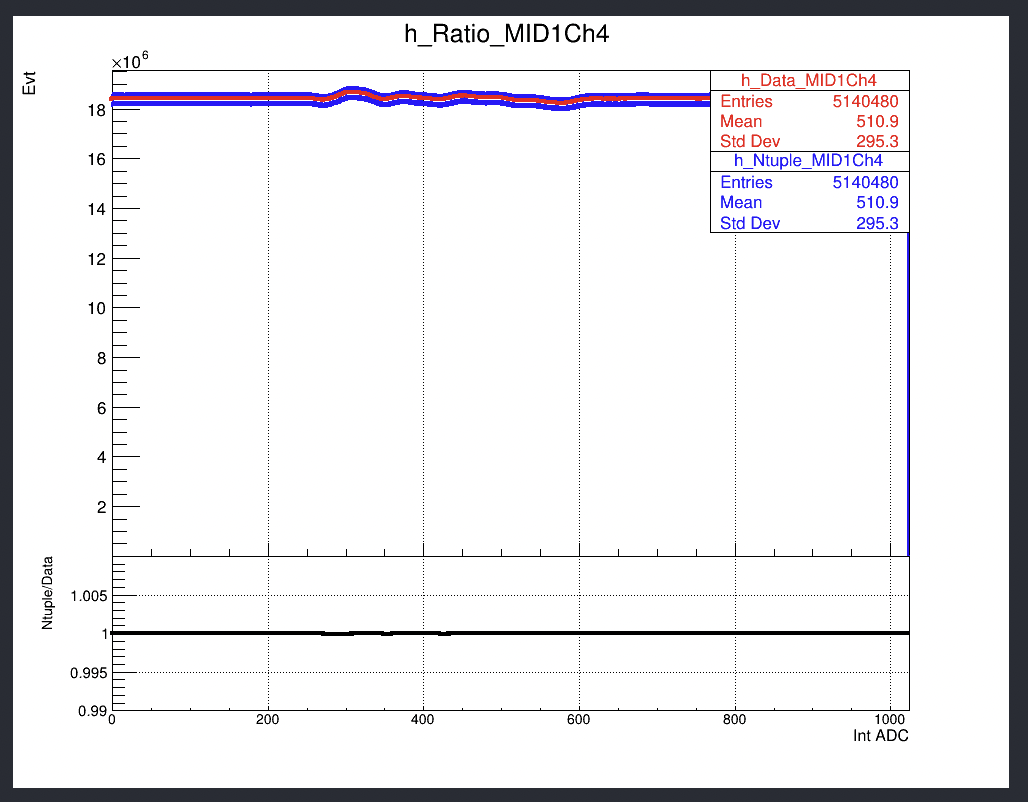 h_Ratio_MID1Ch4
×10^6
Evt
h_Data_MID1Ch4
Entries 5140480
Mean 510.9
Std Dev 295.3
h_Ntuple_MID1Ch4
Entries 5140480
Mean 510.9
Std Dev 295.3
18
16
14
12
10
8
6
4
2
Ntuple/Data
1.005
1
0.995
0.99
0 200 400 600 800 1000
Int ADC